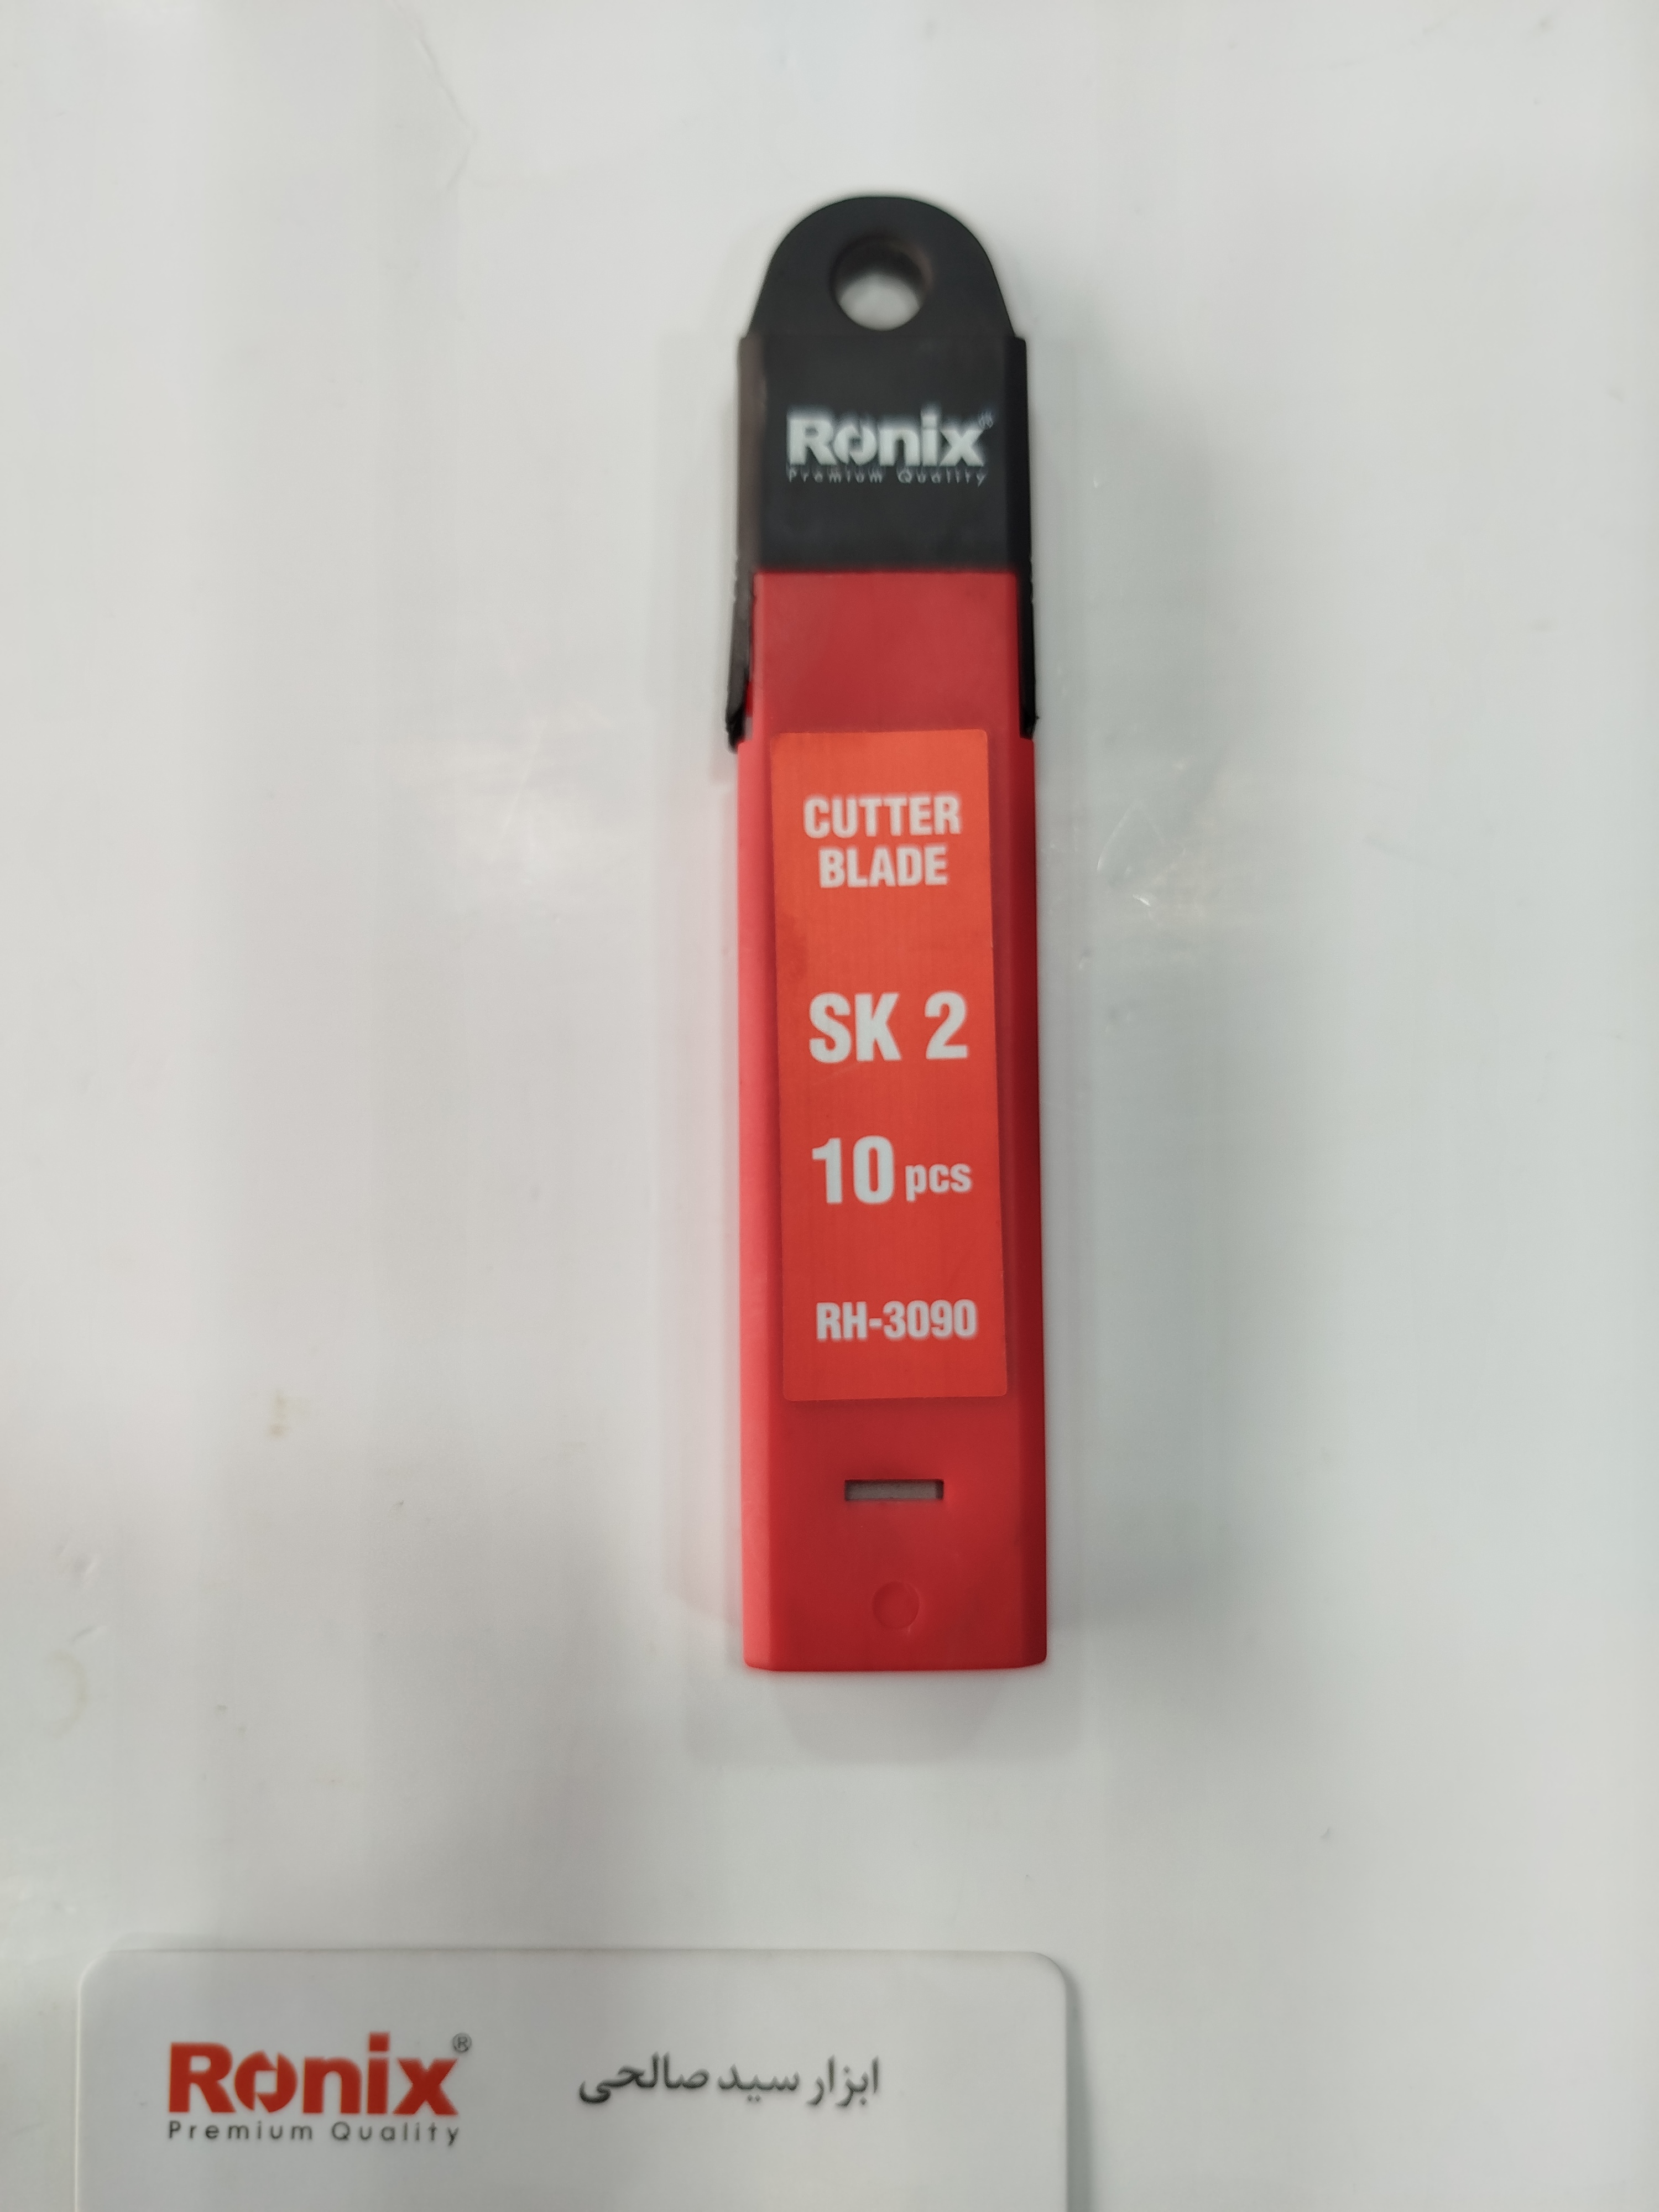 Ronix
Premium Quality
CUTTER
BLADE
SK 2
10 pcs
RH-3090
Ronix®
Premium Quality
ابزار سید صالحی